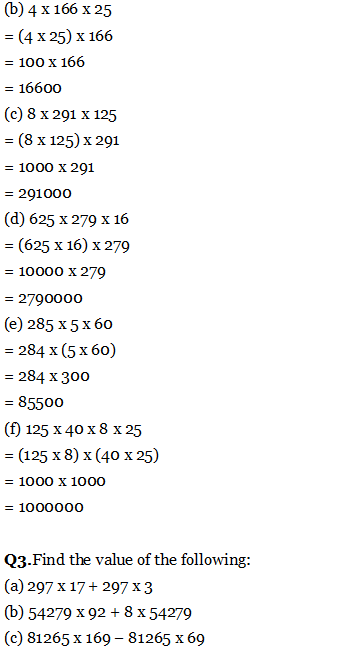 (b) 4 x 166 x 25
= (4 x 25) x 166
= 100 x 166
= 16600
(c) 8 x 291 x 125
= (8 x 125) x 291
= 1000 x 291
= 291000
(d) 625 x 279 x 16
= (625 x 16) x 279
= 10000 x 279
= 2790000
(e) 285 x 5 x 60
= 284 x (5 x 60)
= 284 x 300
= 85500
(f) 125 x 40 x 8 x 25
= (125 x 8) x (40 x 25)
= 1000 x 1000
= 1000000
Q3.Find the value of the following:
(a) 297 x 17 + 297 x 3
(b) 54279 x 92 + 8 x 54279
(c) 81265 x 169 – 81265 x 69